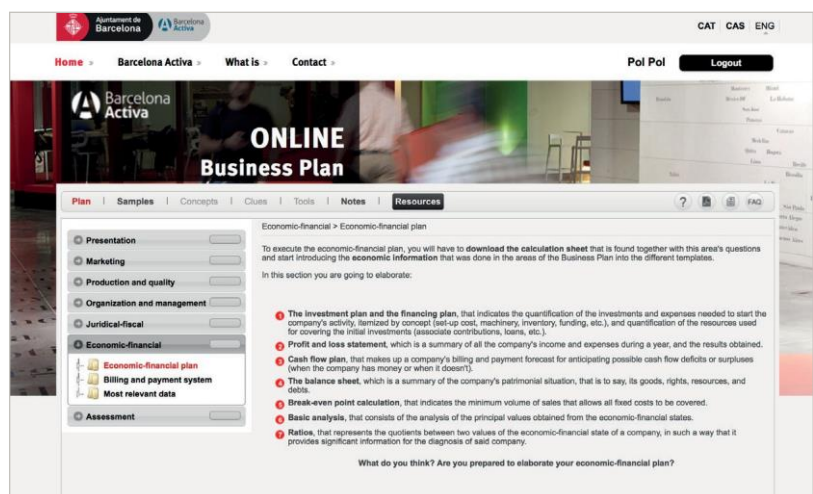 Ajuntament de
Barcelona
Barcelona
Activa
CAT CAS ENG
Home » Barcelona Activa » What is » Contact »
Pol Pol Logout
Barcelona
Activa
ONLINE
Business Plan
Plan | Samples | Concepts | Clues | Tools | Notes | Resources
? FAQ
Presentation
Marketing
Production and quality
Organization and management
Juridical-fiscal
Economic-financial
Economic-financial plan
Billing and payment system
Most relevant data
Assessment
Economic-financial > Economic-financial plan
To execute the economic-financial plan, you will have to download the calculation sheet that is found together with this area's questions
and start introducing the economic information that was done in the areas of the Business Plan into the different templates.
In this section you are going to elaborate:
1 The investment plan and the financing plan, that indicates the quantification of the investments and expenses needed to start the
company's activity, itemized by concept (set-up cost, machinery, inventory, funding, etc.), and quantification of the resources used
for covering the initial investments (associate contributions, loans, etc.).
2 Profit and loss statement, which is a summary of all the company's income and expenses during a year, and the results obtained.
3 Cash flow plan, that makes up a company's billing and payment forecast for anticipating possible cash flow deficits or surpluses
(when the company has money or when it doesn't).
4 The balance sheet, which is a summary of the company's patrimonial situation, that is to say, its goods, rights, resources, and
debts.
5 Break-even point calculation, that indicates the minimum volume of sales that allows all fixed costs to be covered.
6 Basic analysis, that consists of the analysis of the principal values obtained from the economic-financial states.
7 Ratios, that represents the quotients between two values of the economic-financial state of a company, in such a way that it
provides significant information for the diagnosis of said company.
What do you think? Are you prepared to elaborate your economic-financial plan?